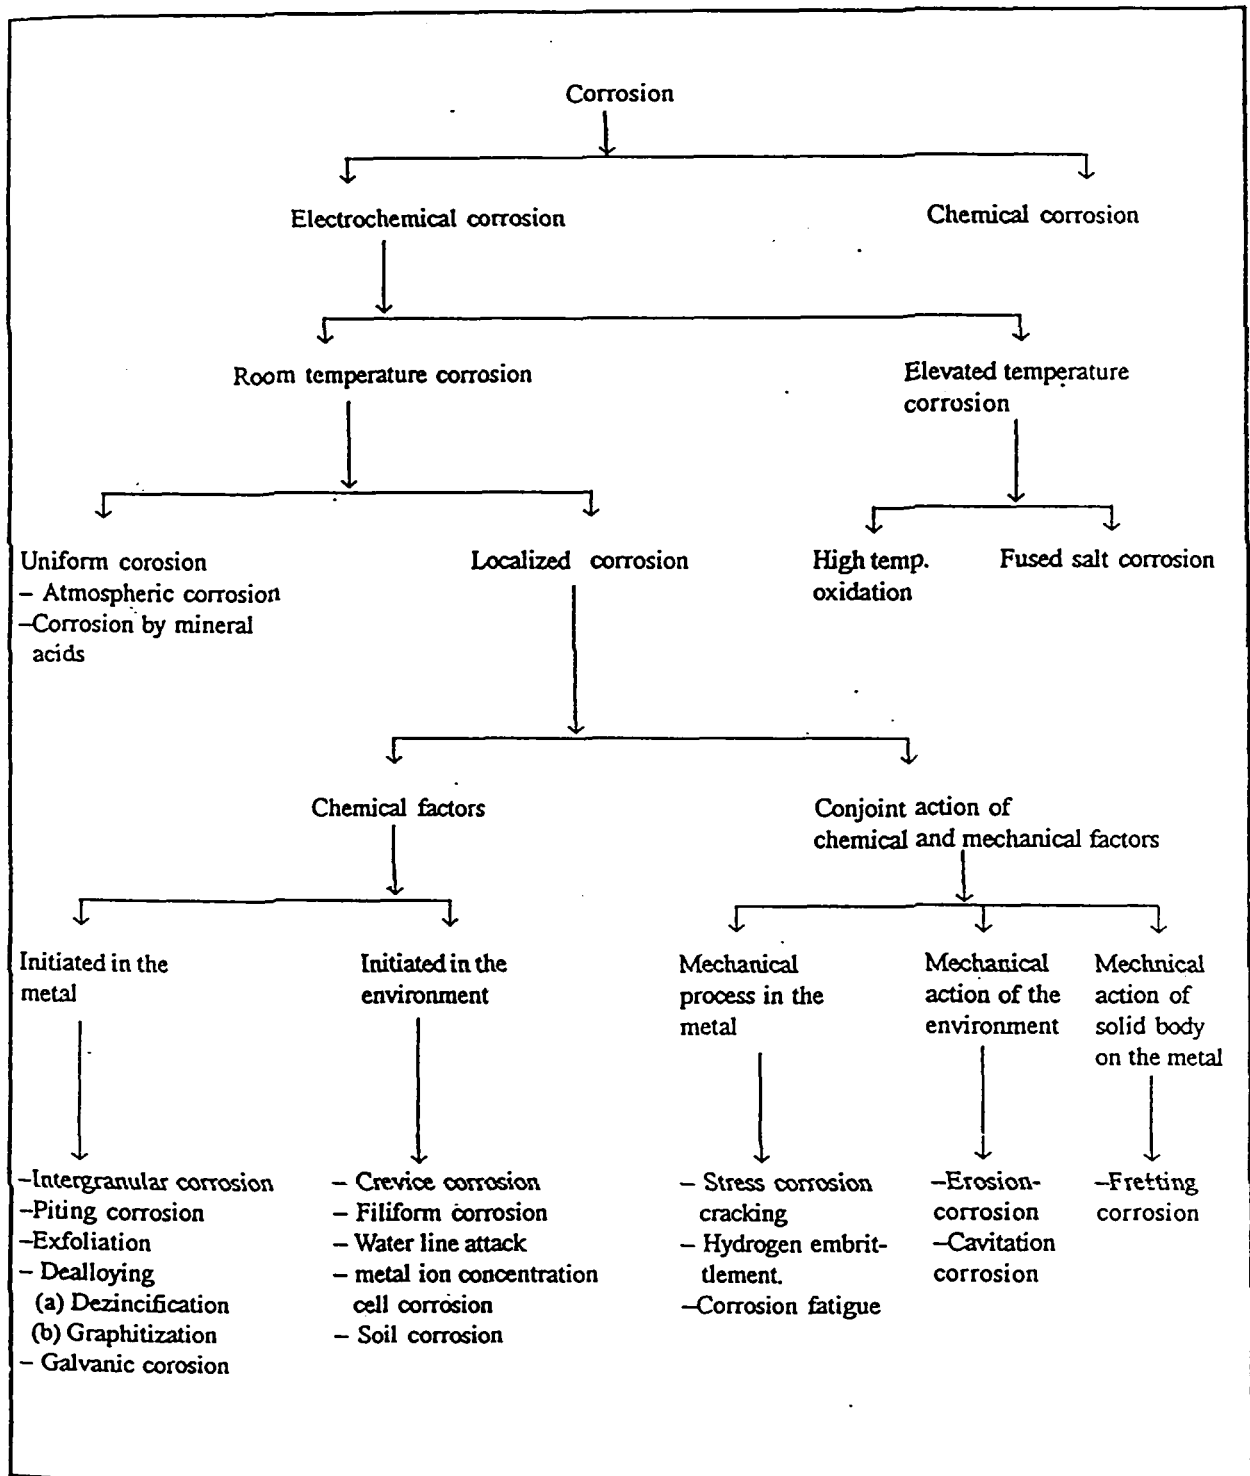 Corrosion
Electrochemical corrosion
Chemical corrosion
Room temperature corrosion
Elevated temperature
corrosion
Uniform corosion
– Atmospheric corrosion
–Corrosion by mineral
acids
Localized corrosion
High temp.
oxidation
Fused salt corrosion
Chemical factors
Conjoint action of
chemical and mechanical factors
Initiated in the
metal
Initiated in the
environment
Mechanical
process in the
metal
Mechanical
action of the
environment
Mechnical
action of
solid body
on the metal
–Intergranular corrosion
–Piting corrosion
–Exfoliation
– Dealloying
(a) Dezincification
(b) Graphitization
– Galvanic corosion
– Crevice corrosion
– Filiform corrosion
– Water line attack
– metal ion concentration
cell corrosion
– Soil corrosion
– Stress corrosion
cracking
– Hydrogen embrit-
tlement.
–Corrosion fatigue
–Erosion-
corrosion
–Cavitation
corrosion
–Fretting
corrosion